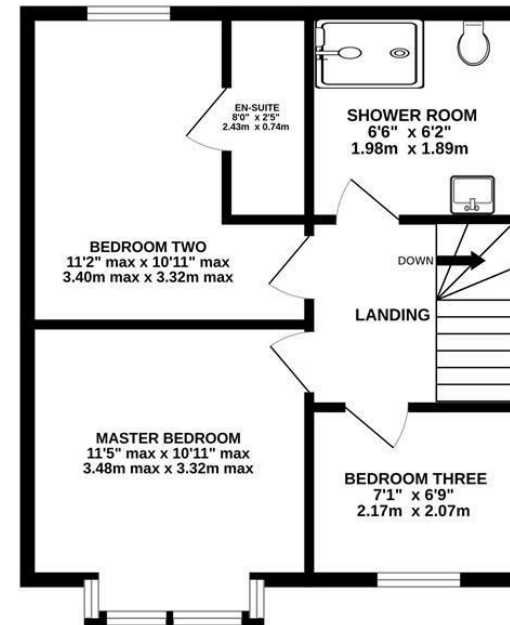 EN-SUITE
8'0" x 2'5"
2.43m x 0.74m
SHOWER ROOM
6'6" x 6'2"
1.98m x 1.89m
BEDROOM TWO
11'2" max x 10'11" max
3.40m max x 3.32m max
DOWN
LANDING
MASTER BEDROOM
11'5" max x 10'11" max
3.48m max x 3.32m max
BEDROOM THREE
7'1" x 6'9"
2.17m x 2.07m